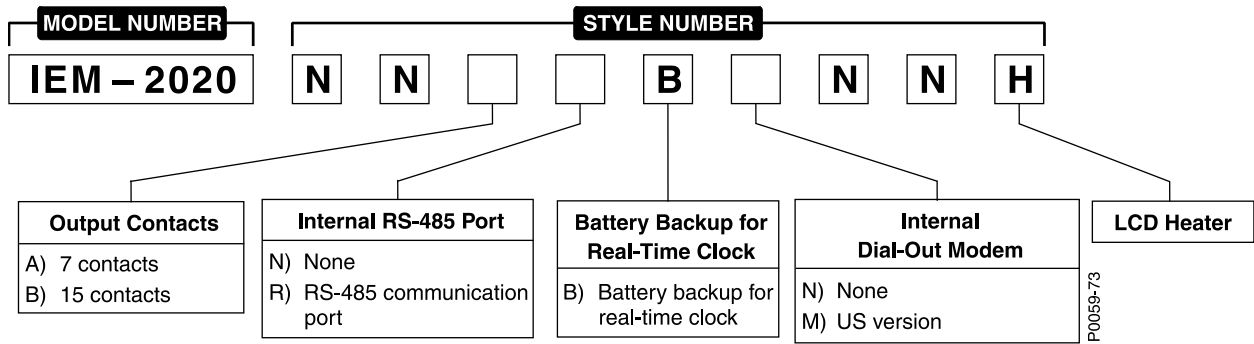 MODEL NUMBER
STYLE NUMBER
IEM – 2020 N N B N N H
Output Contacts
A) 7 contacts
B) 15 contacts
Internal RS-485 Port
N) None
R) RS-485 communication
port
Battery Backup for
Real-Time Clock
B) Battery backup for
real-time clock
Internal
Dial-Out Modem
N) None
M) US version
LCD Heater
P0059-73